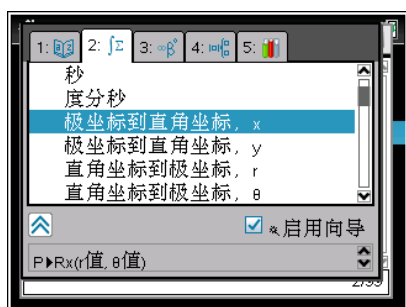 1: 2: ∫Σ 3: ∞β° 4: 5:
秒
度分秒
极坐标到直角坐标, x
极坐标到直角坐标, y
直角坐标到极坐标, r
直角坐标到极坐标, θ
启用向导
P▶Rx(r值, θ值)
2/99